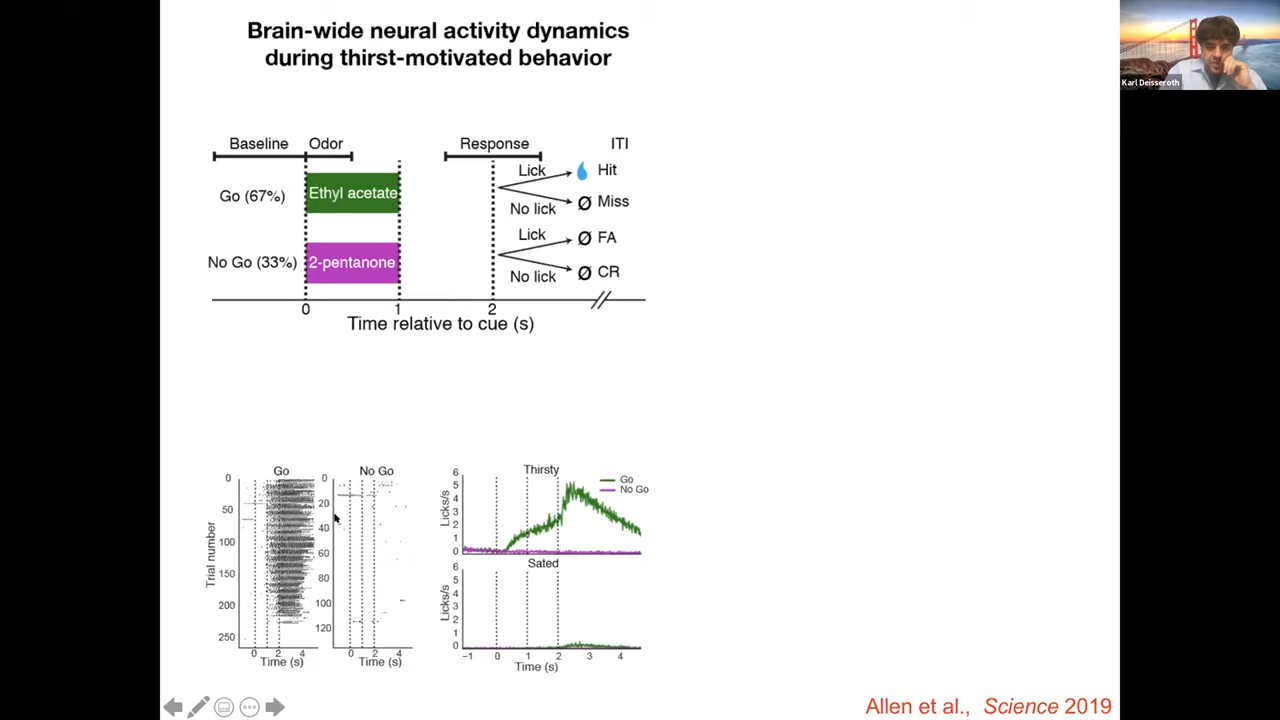 Brain-wide neural activity dynamics
during thirst-motivated behavior
Karl Deisseroth
Baseline Odor Response ITI
Go (67%) Ethyl acetate Lick Hit
No lick Miss
No Go (33%) 2-pentanone Lick Ø FA
No lick Ø CR
0 1 2
Time relative to cue (s)
Go
No Go
Trial number
0
50
100
150
200
250
0 2 4
Time (s)
0
20
40
60
80
100
120
0 2 4
Time (s)
Thirsty
Go
No Go
Licks/s
6
5
4
3
2
1
0
Sated
Licks/s
6
5
4
3
2
1
0
−1 0 1 2 3 4
Time (s)
Allen et al., Science 2019